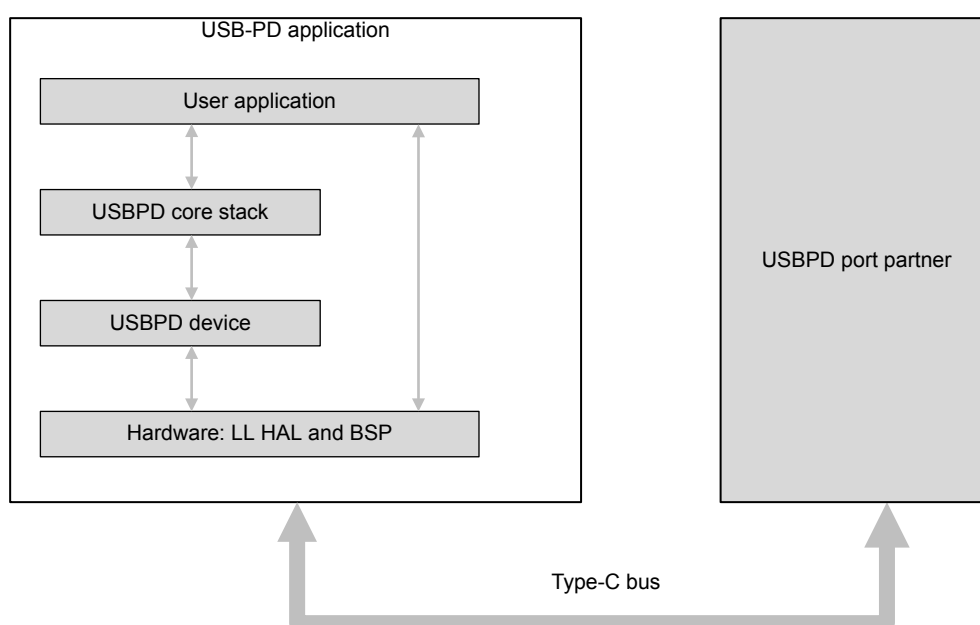 USB-PD application
User application
USBPD core stack
USBPD device
Hardware: LL HAL and BSP
USBPD port partner
Type-C bus